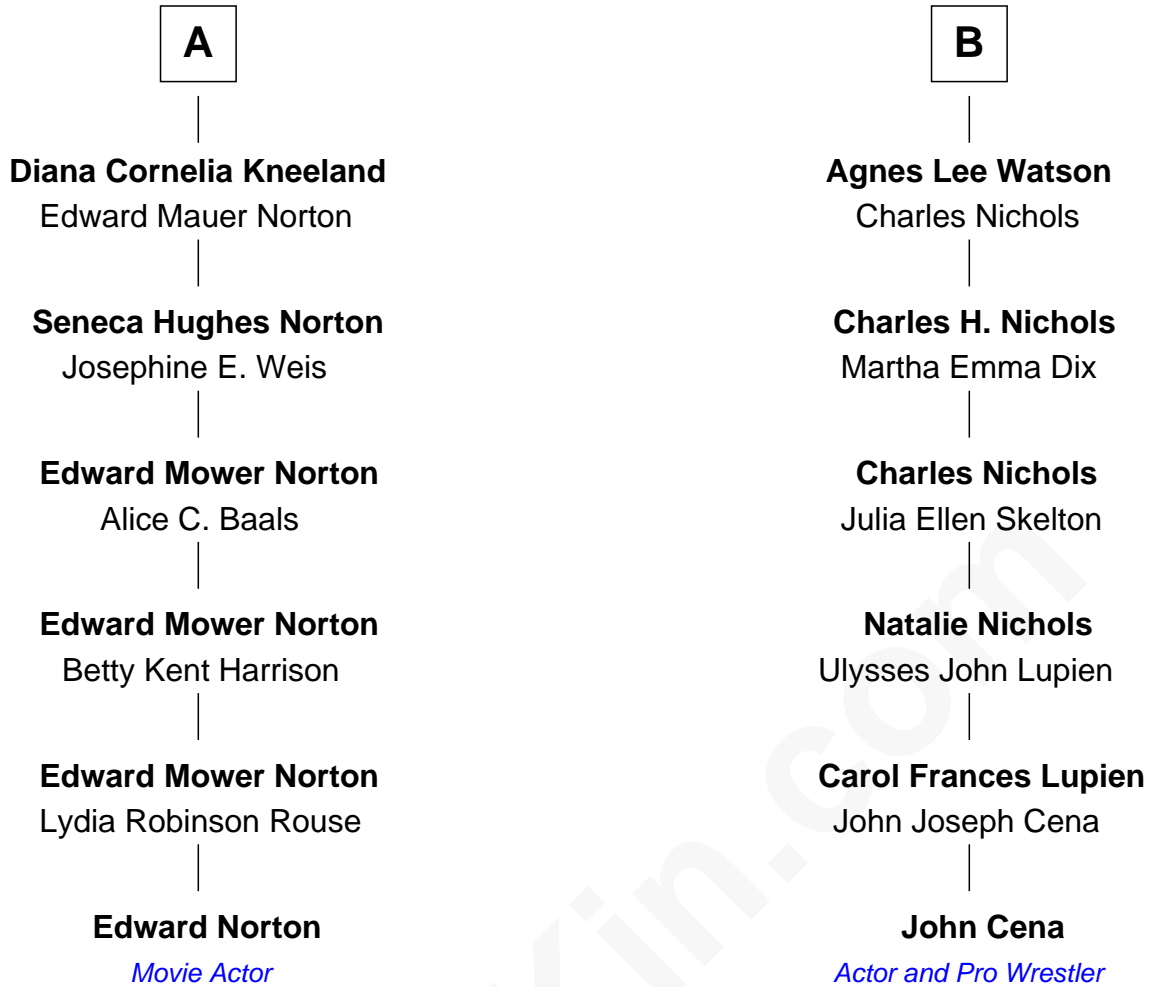 A
Diana Cornelia Kneeland
Edward Mauer Norton
Seneca Hughes Norton
Josephine E. Weis
Edward Mower Norton
Alice C. Baals
Edward Mower Norton
Betty Kent Harrison
Edward Mower Norton
Lydia Robinson Rouse
Edward Norton
Movie Actor
B
Agnes Lee Watson
Charles Nichols
Charles H. Nichols
Martha Emma Dix
Charles Nichols
Julia Ellen Skelton
Natalie Nichols
Ulysses John Lupien
Carol Frances Lupien
John Joseph Cena
John Cena
Actor and Pro Wrestler